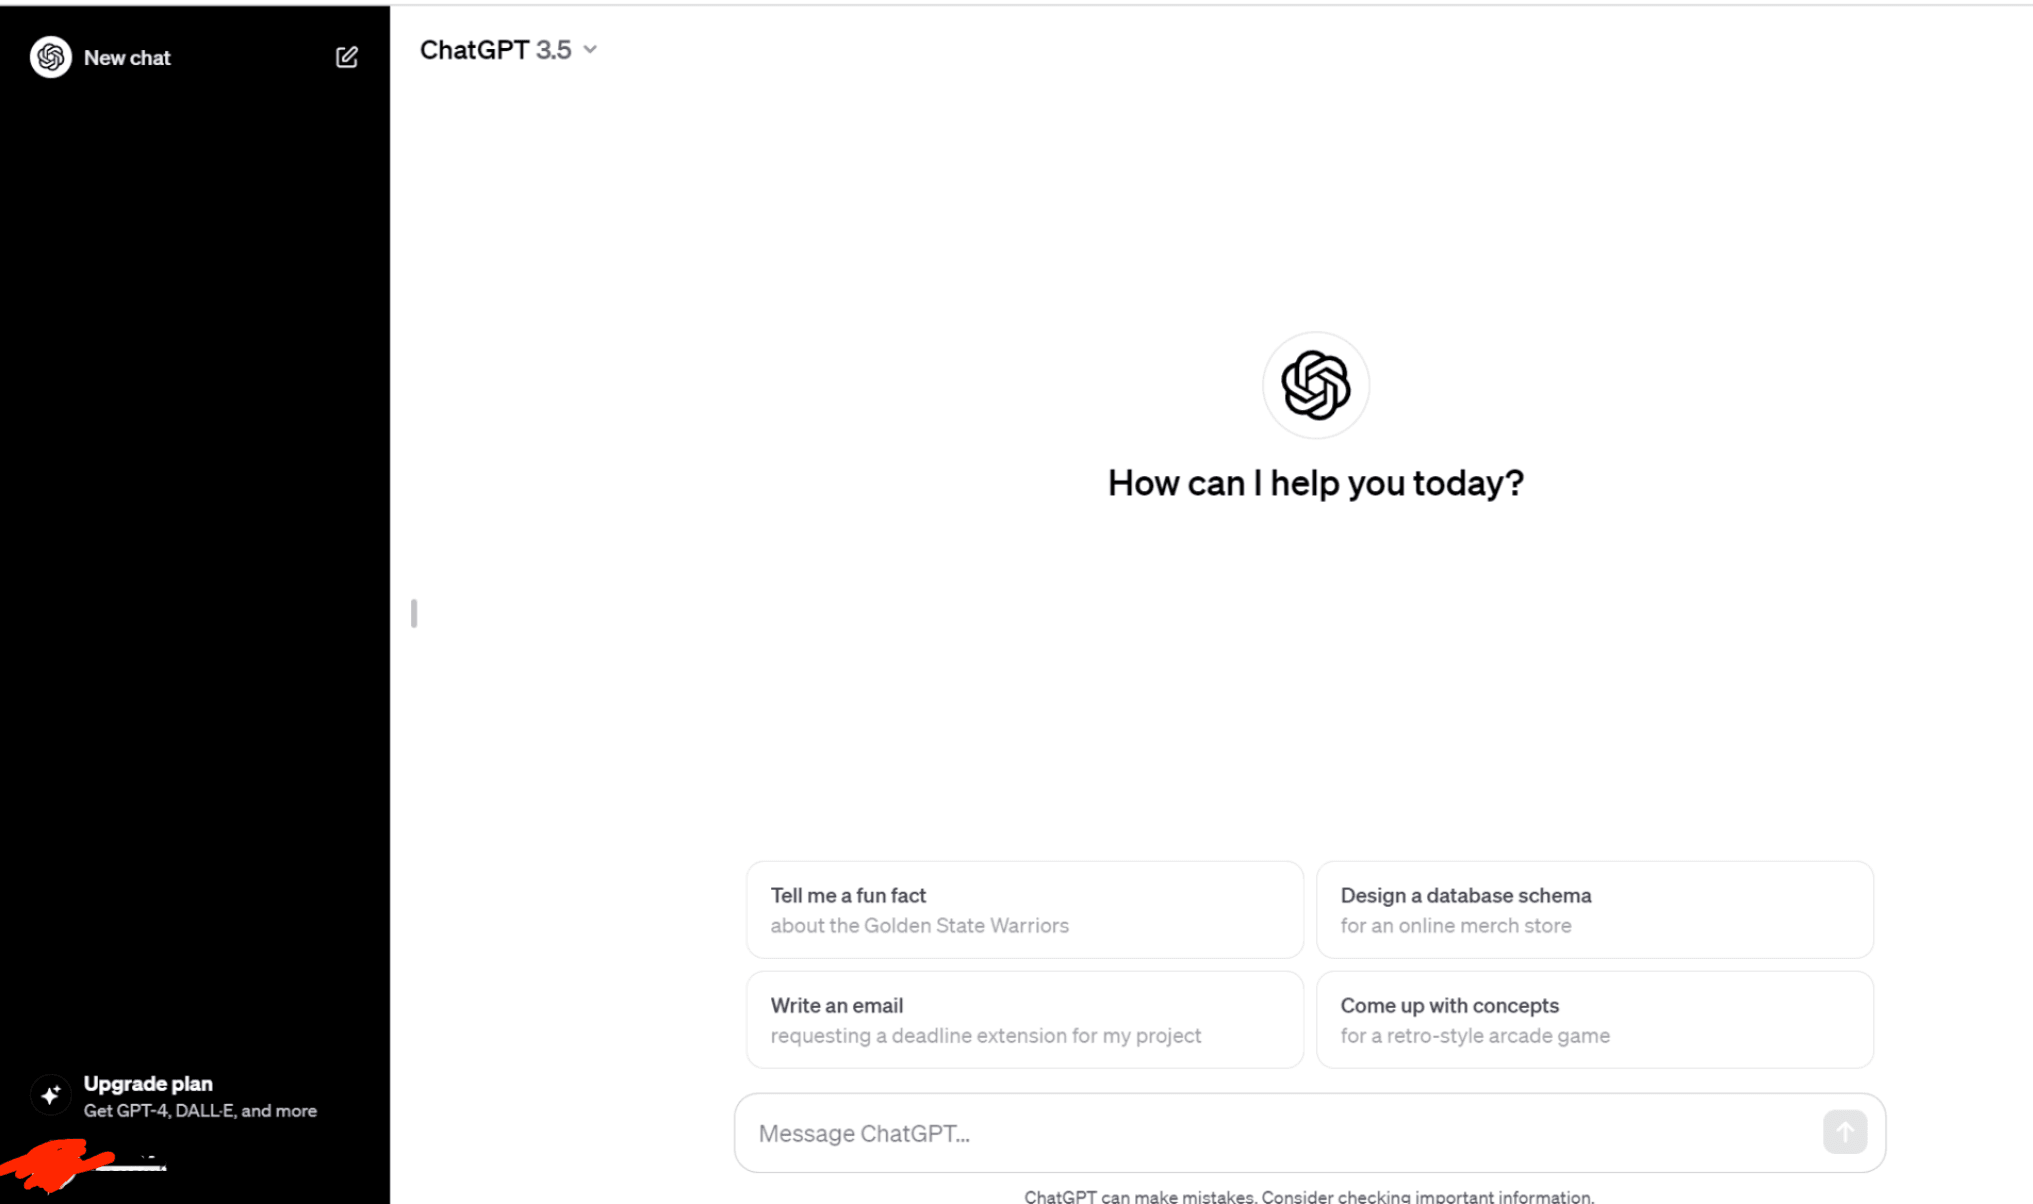 New chat
ChatGPT 3.5
How can I help you today?
Tell me a fun fact
about the Golden State Warriors
Design a database schema
for an online merch store
Write an email
requesting a deadline extension for my project
Come up with concepts
for a retro-style arcade game
Upgrade plan
Get GPT-4, DALL·E, and more
Message ChatGPT...
ChatGPT can make mistakes. Consider checking important information.